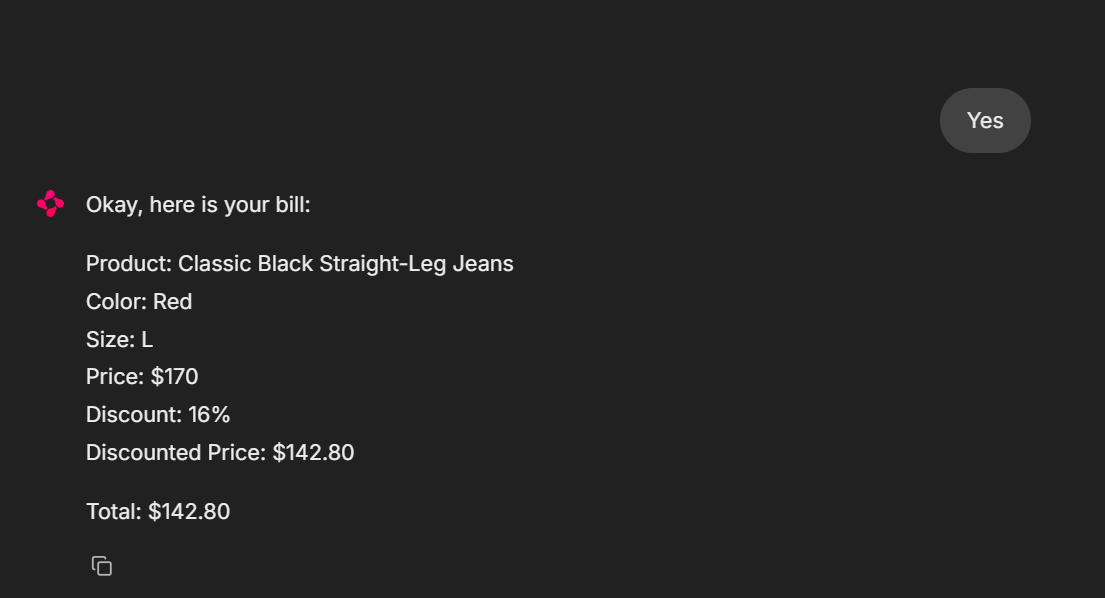 Yes
Okay, here is your bill:
Product: Classic Black Straight-Leg Jeans
Color: Red
Size: L
Price: $170
Discount: 16%
Discounted Price: $142.80
Total: $142.80